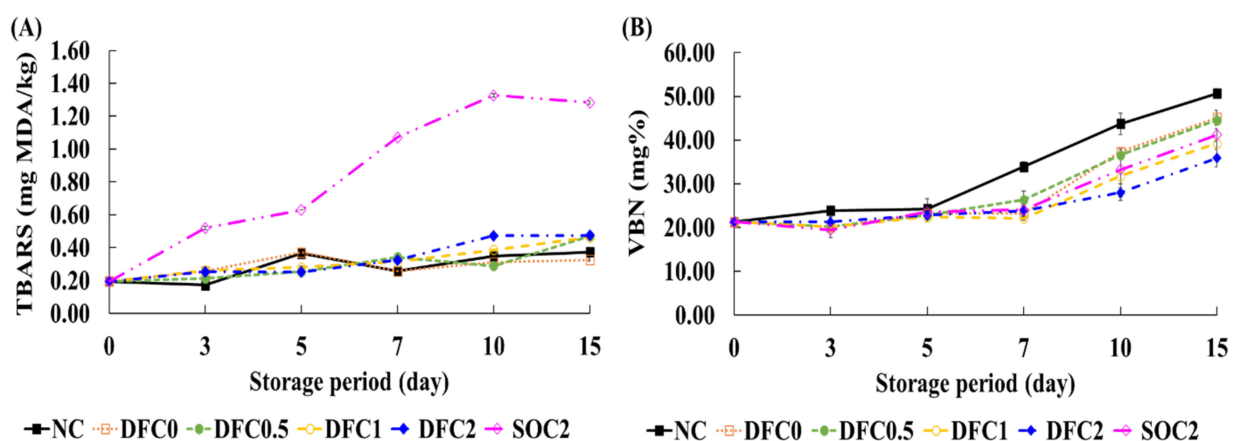 (A)
TBARS (mg MDA/kg)
1.60
1.40
1.20
1.00
0.80
0.60
0.40
0.20
0.00
0 3 5 7 10 15
Storage period (day)
NC DFC0 DFC0.5 DFC1 DFC2 SOC2
(B)
VBN (mg%)
60.00
50.00
40.00
30.00
20.00
10.00
0.00
0 3 5 7 10 15
Storage period (day)
NC DFC0 DFC0.5 DFC1 DFC2 SOC2